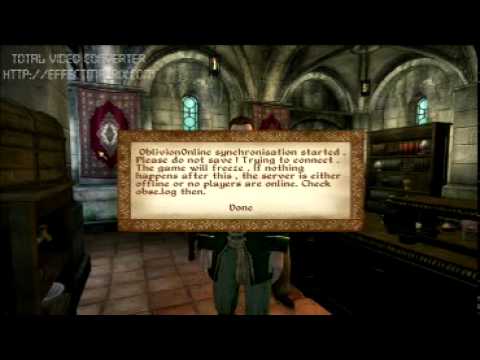 TOTAL VIDEO CONVERTER
OblivionOnline synchronisation started .
Please do not save ! Trying to connect .
The game will freeze , if nothing
happens after this , the server is either
offline or no players are online. Check
obse.log then.
Done